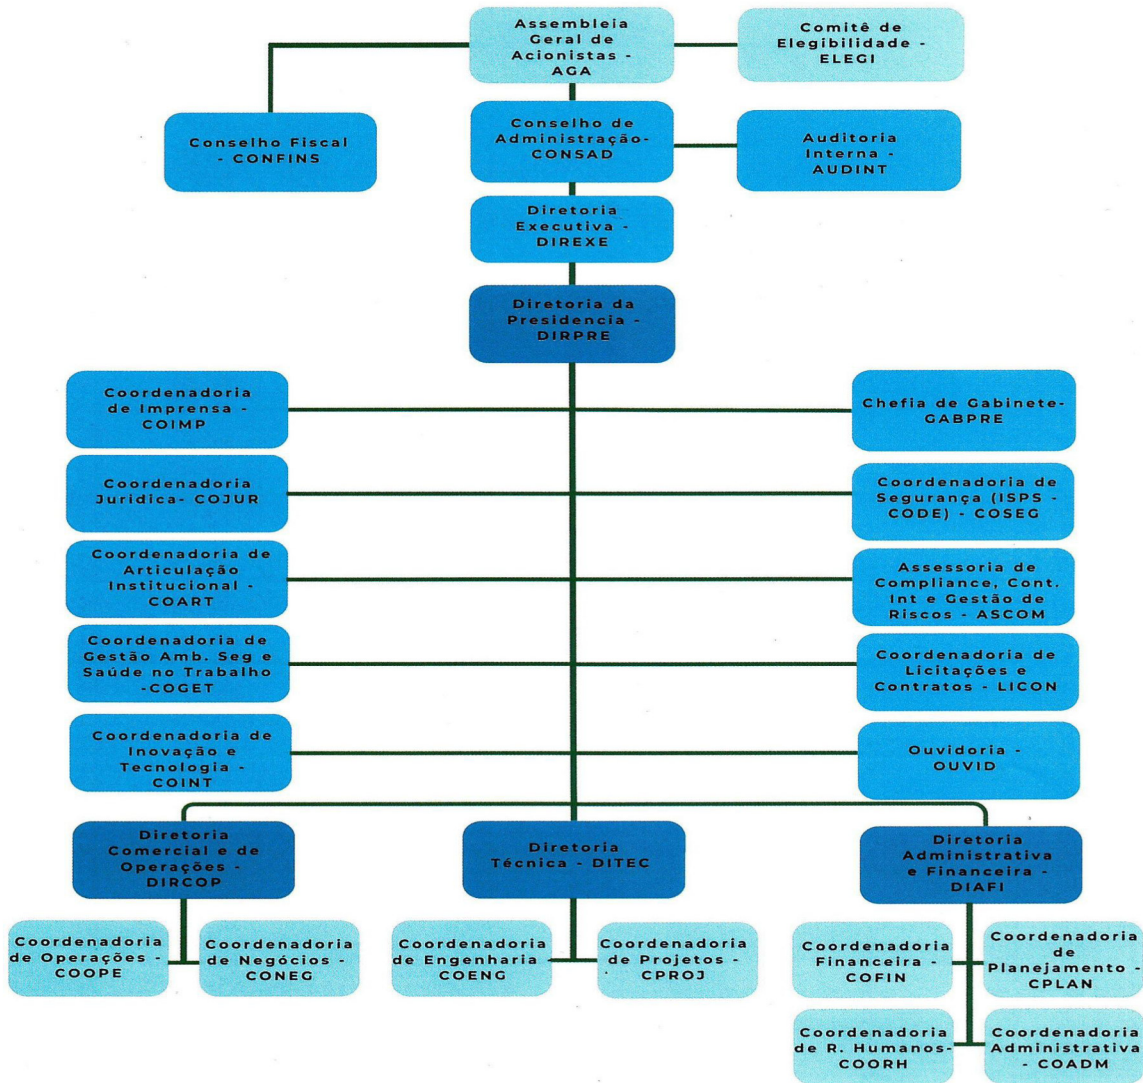 Assembleia
Geral de
Acionistas -
AGA
Comitê de
Elegibilidade -
ELEGI
Conselho Fiscal
- CONFINS
Conselho de
Administração-
CONSAD
Auditoria
Interna -
AUDINT
Diretoria
Executiva -
DIREXE
Diretoria da
Presidencia -
DIRPRE
Coordenadoria
de Imprensa -
COIMP
Chefia de Gabinete-
GABPRE
Coordenadoria
Juridica- COJUR
Coordenadoria de
Segurança (ISPS -
CODE) - COSEG
Coordenadoria de
Articulação
Institucional -
COART
Assessoria de
Compliance, Cont.
Int e Gestão de
Riscos - ASCOM
Coordenadoria de
Gestão Amb. Seg e
Saúde no Trabalho
-COGET
Coordenadoria de
Licitações e
Contratos - LICON
Coordenadoria de
Inovação e
Tecnologia -
COINT
Ouvidoria -
OUVID
Diretoria
Comercial e de
Operações -
DIRCOP
Diretoria
Técnica - DITEC
Diretoria
Administrativa
e Financeira -
DIAFI
Coordenadoria
de Operações -
COOPE
Coordenadoria
de Negócios -
CONEG
Coordenadoria
de Engenharia -
COENG
Coordenadoria
de Projetos -
CPROJ
Coordenadoria
Financeira -
COFIN
Coordenadoria
de
Planejamento -
CPLAN
Coordenadoria
de R. Humanos-
COORH
Coordenadoria
Administrativa -
COADM